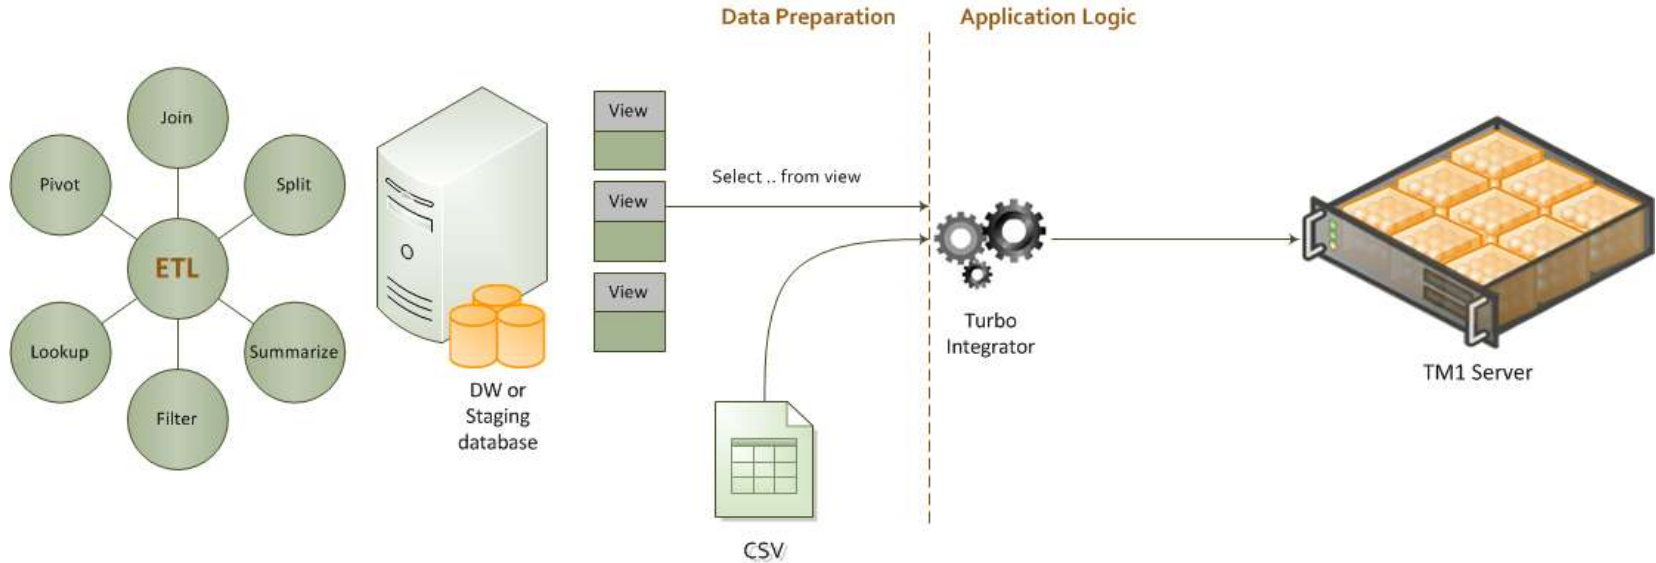 Data Preparation
Application Logic
Join
Pivot
Split
ETL
Lookup
Summarize
Filter
DW or
Staging
database
View
View
View
Select .. from view
CSV
Turbo
Integrator
TM1 Server